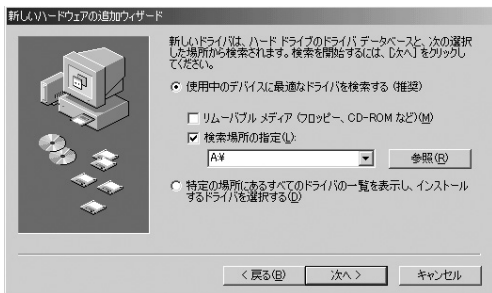 新しいハードウェアの追加ウィザード
新しいドライバは、ハード ドライブのドライバ データベースと、次の選択
した場所から検索されます。検索を開始するには、[次へ] をクリックし
てください。
使用中のデバイスに最適なドライバを検索する (推奨)
リムーバブル メディア (フロッピー、CD-ROM など)(M)
検索場所の指定(L):
A:¥
参照(R)
特定の場所にあるすべてのドライバの一覧を表示し、インストール
するドライバを選択する(D)
< 戻る(B)
次へ >
キャンセル